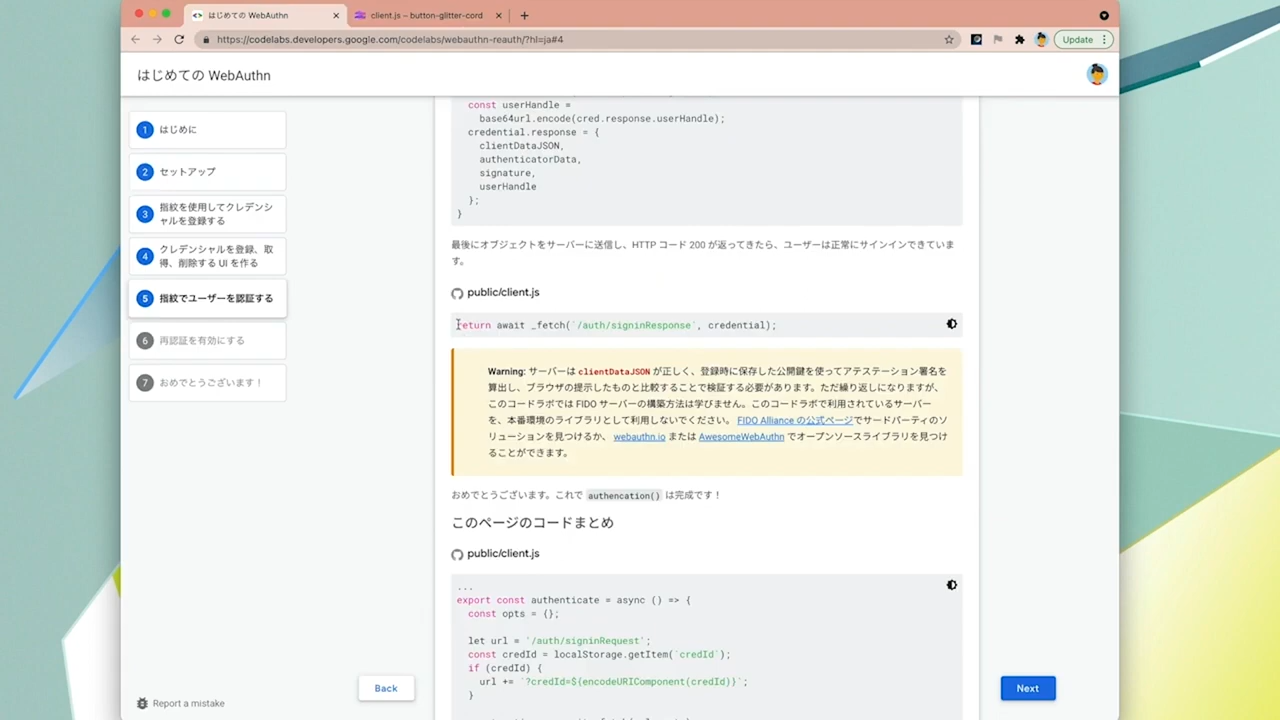 はじめての WebAuthn
client.js – button-glitter-cord
https://codelabs.developers.google.com/codelabs/webauthn-reauth/?hl=ja#4
Update
はじめての WebAuthn
1 はじめに
2 セットアップ
3 指紋を使用してクレデンシ
ャルを登録する
4 クレデンシャルを登録、取
得、削除する UI を作る
5 指紋でユーザーを認証する
6 再認証を有効にする
7 おめでとうございます！
Report a mistake
const userHandle =
base64url.encode(cred.response.userHandle);
credential.response = {
clientDataJSON,
authenticatorData,
signature,
userHandle
};
}
最後にオブジェクトをサーバーに送信し、HTTP コード 200 が返ってきたら、ユーザーは正常にサインインできていま
す。
public/client.js
return await _fetch(`/auth/signinResponse`, credential);
Warning: サーバーは clientDataJSON が正しく、登録時に保存した公開鍵を使ってアテステーション署名を
算出し、ブラウザの提示したものと比較することで検証する必要があります。ただ繰り返しになりますが、
このコードラボでは FIDO サーバーの構築方法は学びません。このコードラボで利用されているサーバー
を、本番環境のライブラリとして利用しないでください。 FIDO Alliance の公式ページでサードパーティのソ
リューションを見つけるか、 webauthn.io または AwesomeWebAuthn でオープンソースライブラリを見つけ
ることができます。
おめでとうございます。これで authencation() は完成です！
このページのコードまとめ
public/client.js
...
export const authenticate = async () => {
const opts = {};
let url = '/auth/signinRequest';
const credId = localStorage.getItem(`credId`);
if (credId) {
url += `?credId=${encodeURIComponent(credId)}`;
}
Back
Next